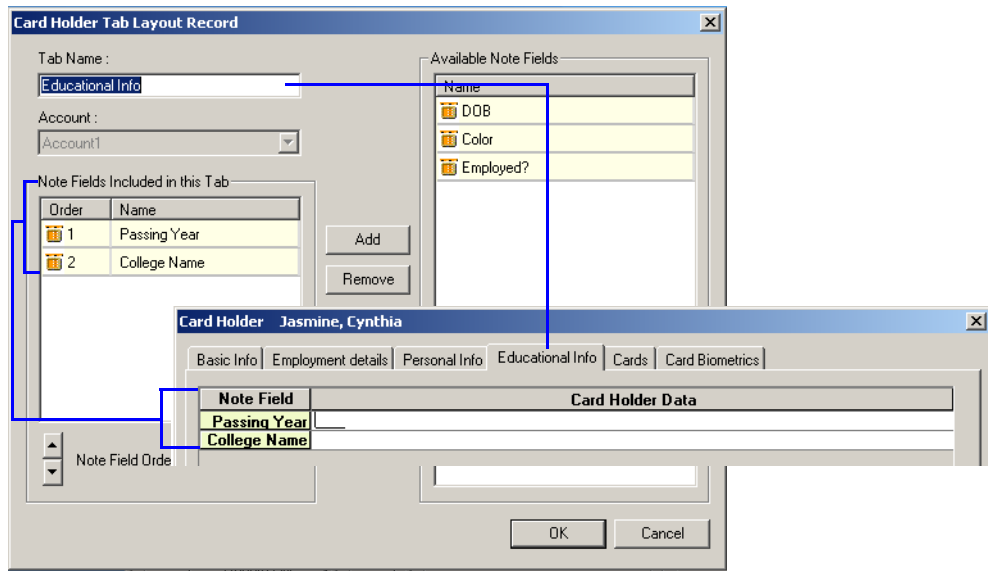 Card Holder Tab Layout Record
Tab Name :
Educational Info
Account :
Account1
Note Fields Included in this Tab
Order Name
1 Passing Year
2 College Name
Add
Remove
Available Note Fields
Name
DOB
Color
Employed?
Card Holder Jasmine, Cynthia
Basic Info Employment details Personal Info Educational Info Cards Card Biometrics
Note Field Card Holder Data
Passing Year
College Name
Note Field Orde
OK Cancel